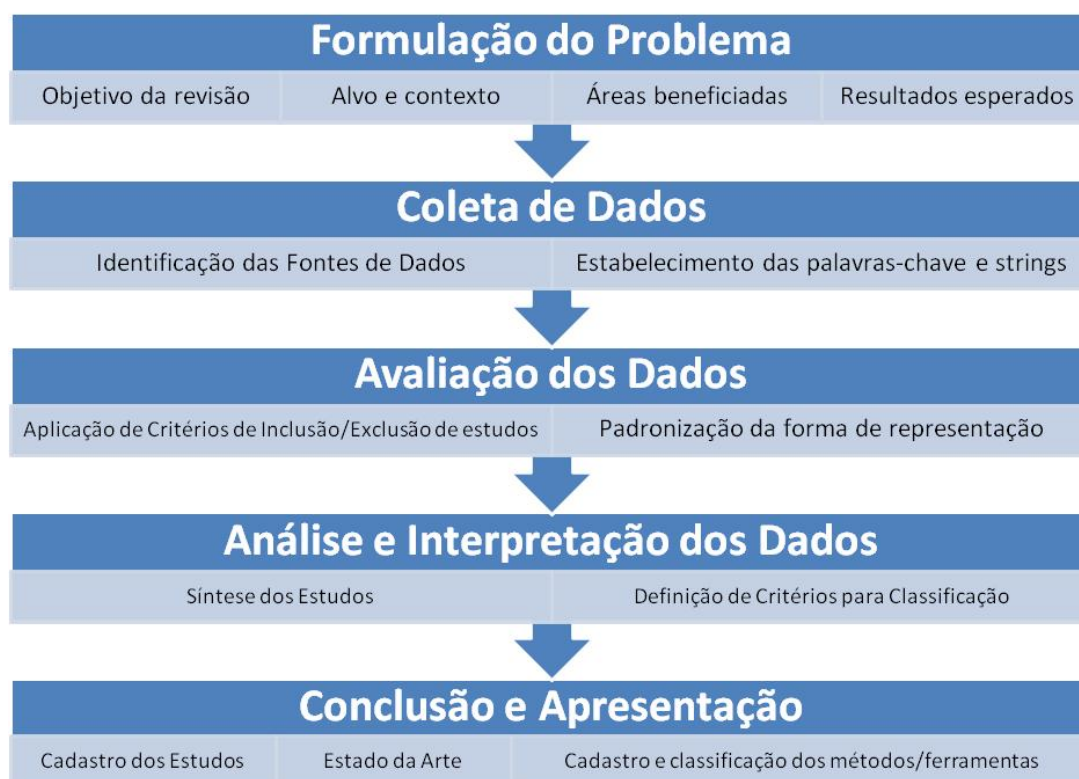 Formulação do Problema
Objetivo da revisão
Alvo e contexto
Áreas beneficiadas
Resultados esperados
Coleta de Dados
Identificação das Fontes de Dados
Estabelecimento das palavras-chave e strings
Avaliação dos Dados
Aplicação de Critérios de Inclusão/Exclusão de estudos
Padronização da forma de representação
Análise e Interpretação dos Dados
Síntese dos Estudos
Definição de Critérios para Classificação
Conclusão e Apresentação
Cadastro dos Estudos
Estado da Arte
Cadastro e classificação dos métodos/ferramentas